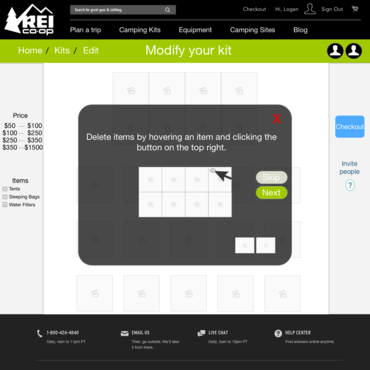 REI
co-op
Search for great gear & clothing
Checkout Hi, Logan Sign Out
Plan a trip Camping Kits Equipment Camping Sites Blog
Home / Kits / Edit
Modify your kit
Price
$50 — $100
$100 — $250
$250 — $350
$350 —$1500
Items
Tents
Sleeping Bags
Water Filters
X
Delete items by hovering an item and clicking the
button on the top right.
Skip
Next
Checkout
Invite
people
?
1-800-426-4840
Daily, 4am to 11pm PT
EMAIL US
Then, go outside. We'll take
it from there.
LIVE CHAT
Daily, 5am to 10pm PT
HELP CENTER
Find answers online anytime.